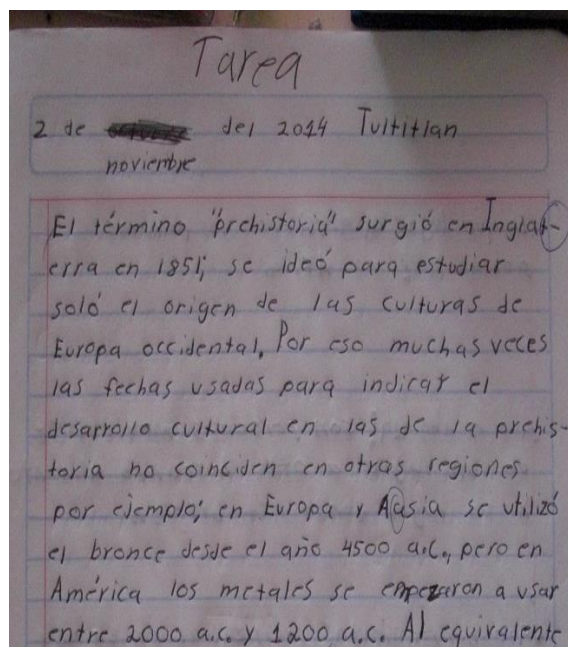 Tarea
2 de del 2014 Tultitlan
noviembre
El término "prehistoria" surgió en Inglat-
erra en 1851; se ideó para estudiar
soló el origen de las culturas de
Europa occidental, Por eso muchas veces
las fechas usadas para indicar el
desarrollo cultural en las de la prehis-
toria no coinciden en otras regiones
por ejemplo; en Europa y Aasia se utilizó
el bronce desde el año 4500 a.C., pero en
América los metales se empezaron a usar
entre 2000 a.c. y 1200 a.c. Al equivalente